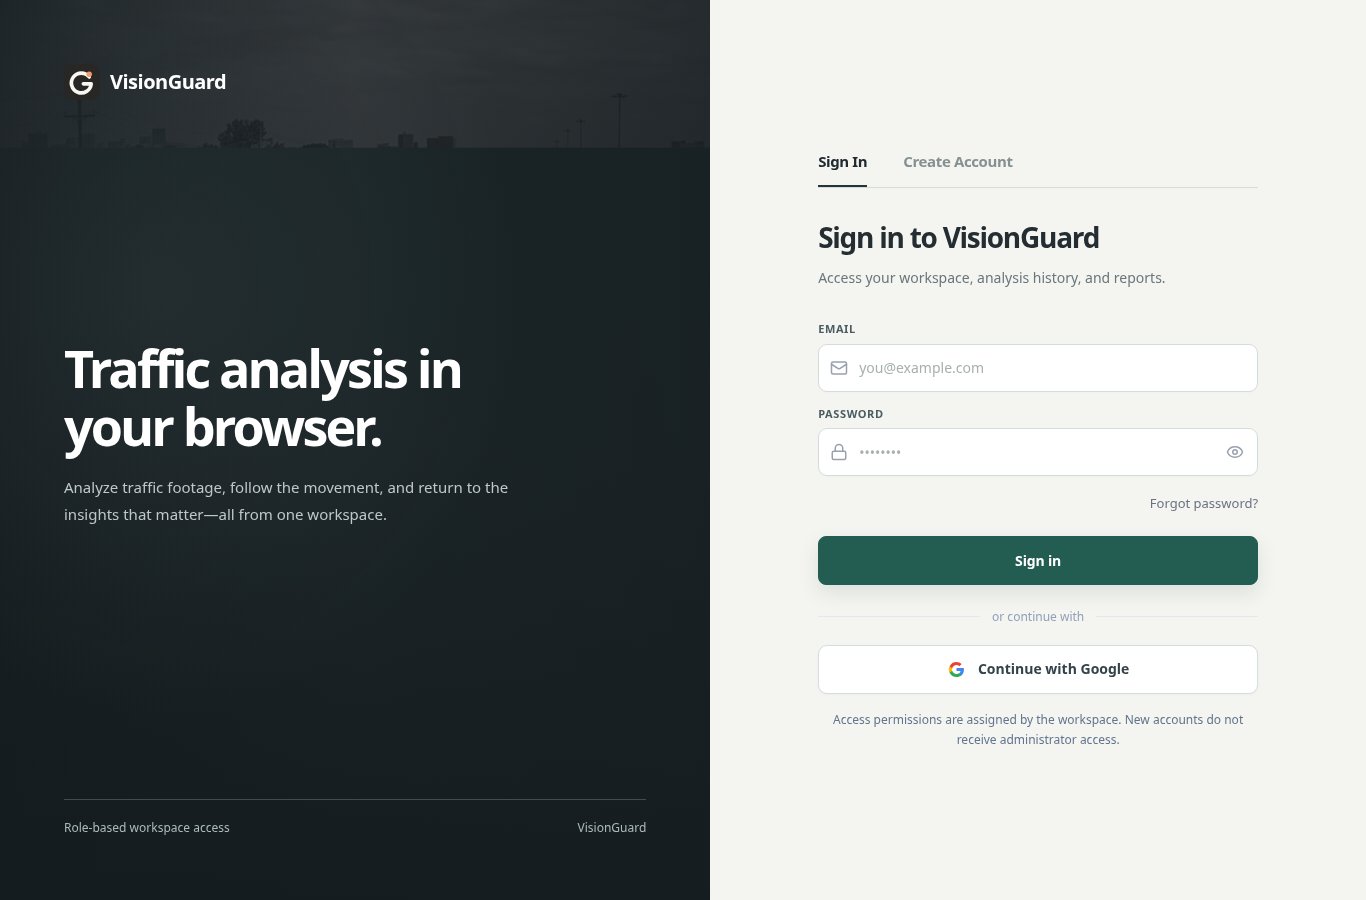 VisionGuard
Traffic analysis in
your browser.
Analyze traffic footage, follow the movement, and return to the
insights that matter—all from one workspace.
Role-based workspace access
VisionGuard
Sign In
Create Account
Sign in to VisionGuard
Access your workspace, analysis history, and reports.
EMAIL
you@example.com
PASSWORD
••••••••
Forgot password?
Sign in
or continue with
Continue with Google
Access permissions are assigned by the workspace. New accounts do not
receive administrator access.